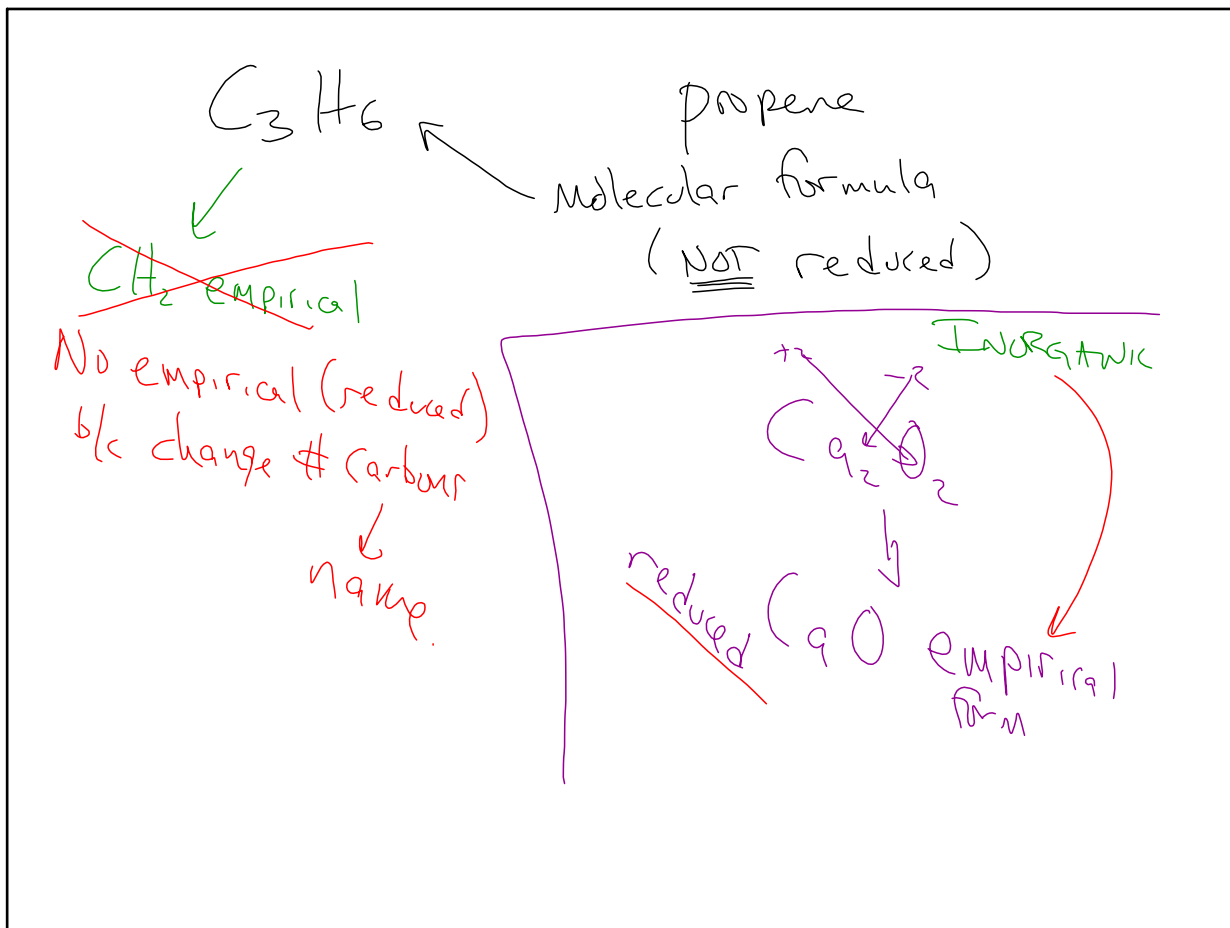 C₃H₆
propene
Molecular formula
(NOT reduced)
CH₂ empirical
No empirical (reduced)
b/c change # Carbons
name.
INORGANIC
+2 -2
Ca₂O₂
reduced
CaO empirical
form